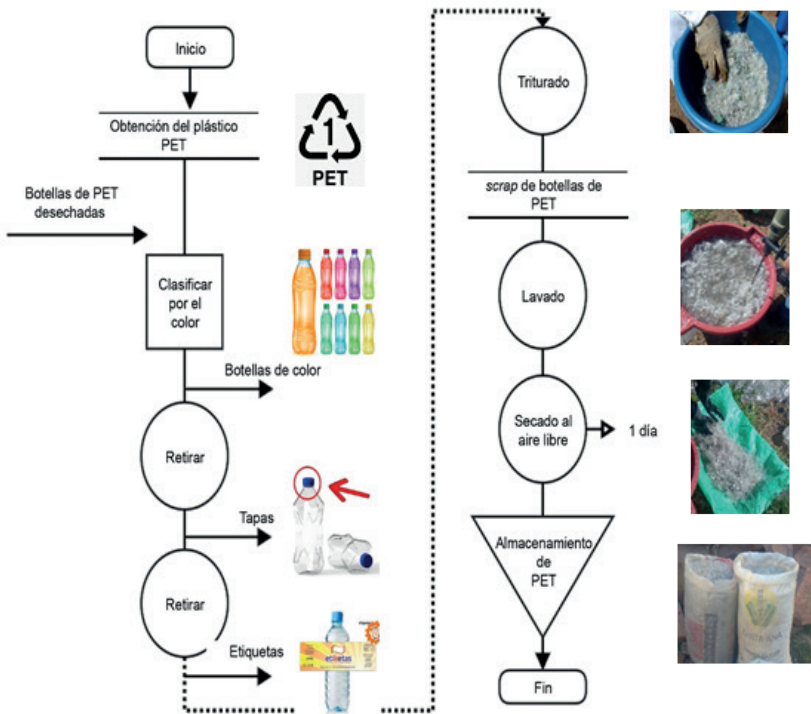 Inicio
Obtención del plástico
PET
1
PET
Botellas de PET
desechadas
Clasificar
por el
color
Botellas de color
Retirar
Tapas
Retirar
Etiquetas
etiquetas
Triturado
scrap de botellas de
PET
Lavado
Secado al
aire libre
1 día
Almacenamiento
de
PET
Fin